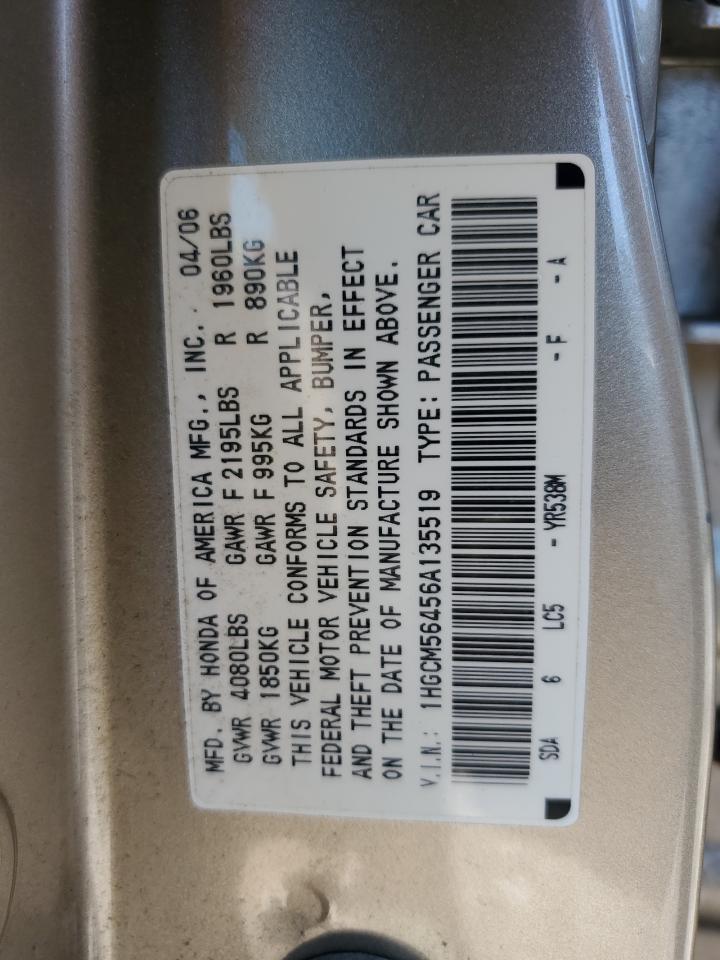 MFD. BY HONDA OF AMERICA MFG., INC. 04/06
GVWR 4080LBS GAWR F 2195LBS R 1960LBS
GVWR 1850KG GAWR F 995KG R 890KG
THIS VEHICLE CONFORMS TO ALL APPLICABLE
FEDERAL MOTOR VEHICLE SAFETY, BUMPER,
AND THEFT PREVENTION STANDARDS IN EFFECT
ON THE DATE OF MANUFACTURE SHOWN ABOVE.
V.I.N.: 1HGCM56456A135519 TYPE: PASSENGER CAR
SDA 6 LC5 - YR538M - F - A